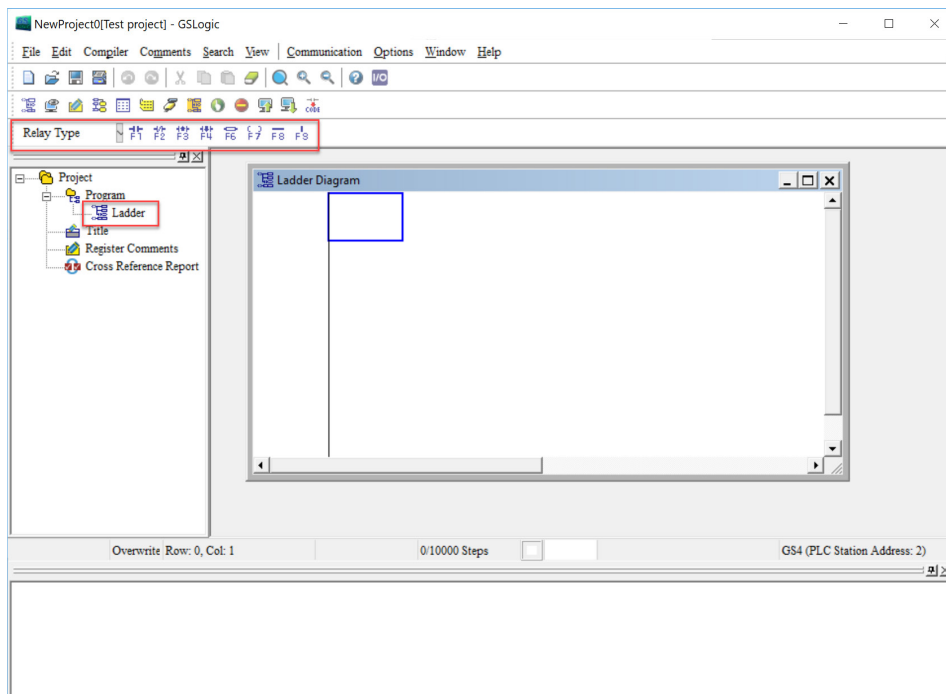 NewProject0[Test project] - GSLogic
File Edit Compiler Comments Search View Communication Options Window Help
I/O
CODE
Relay Type F1 F2 F3 F4 F6 F7 F8 F9
Project
Program
Ladder
Title
Register Comments
Cross Reference Report
Ladder Diagram
Overwrite Row: 0, Col: 1 0/10000 Steps GS4 (PLC Station Address: 2)